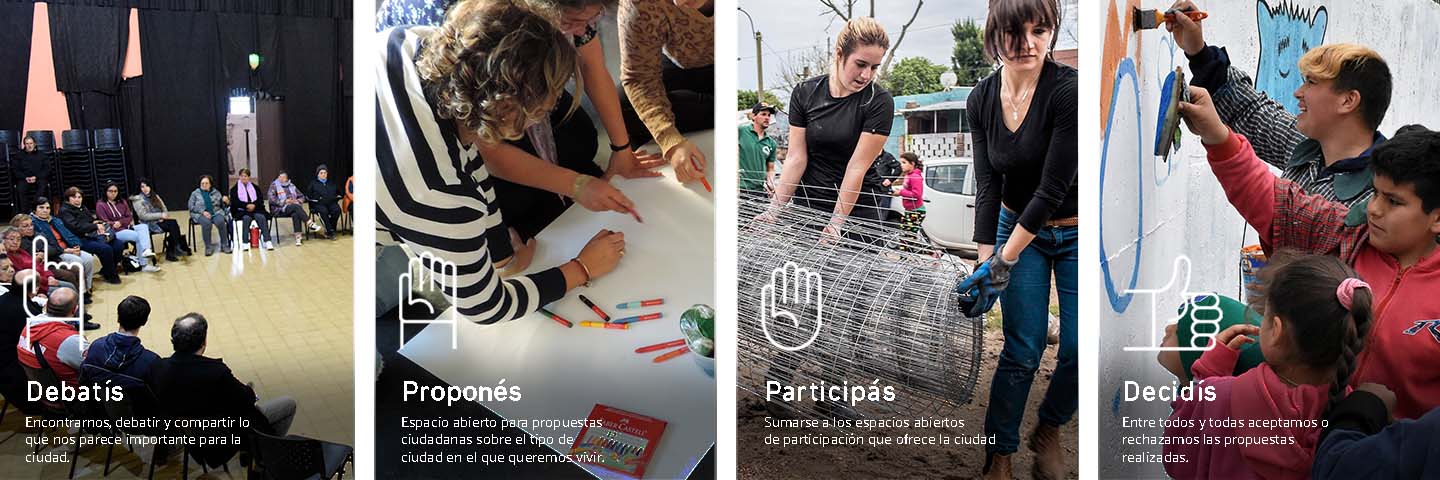 Debatís
Encontrarnos, debatir y compartir lo
que nos parece importante para la
ciudad.
Proponés
Espacio abierto para propuestas
ciudadanas sobre el tipo de
ciudad en el que queremos vivir.
FABER-CASTELL
Participás
Sumarse a los espacios abiertos
de participación que ofrece la ciudad
Decidís
Entre todos y todas aceptamos o
rechazamos las propuestas
realizadas.